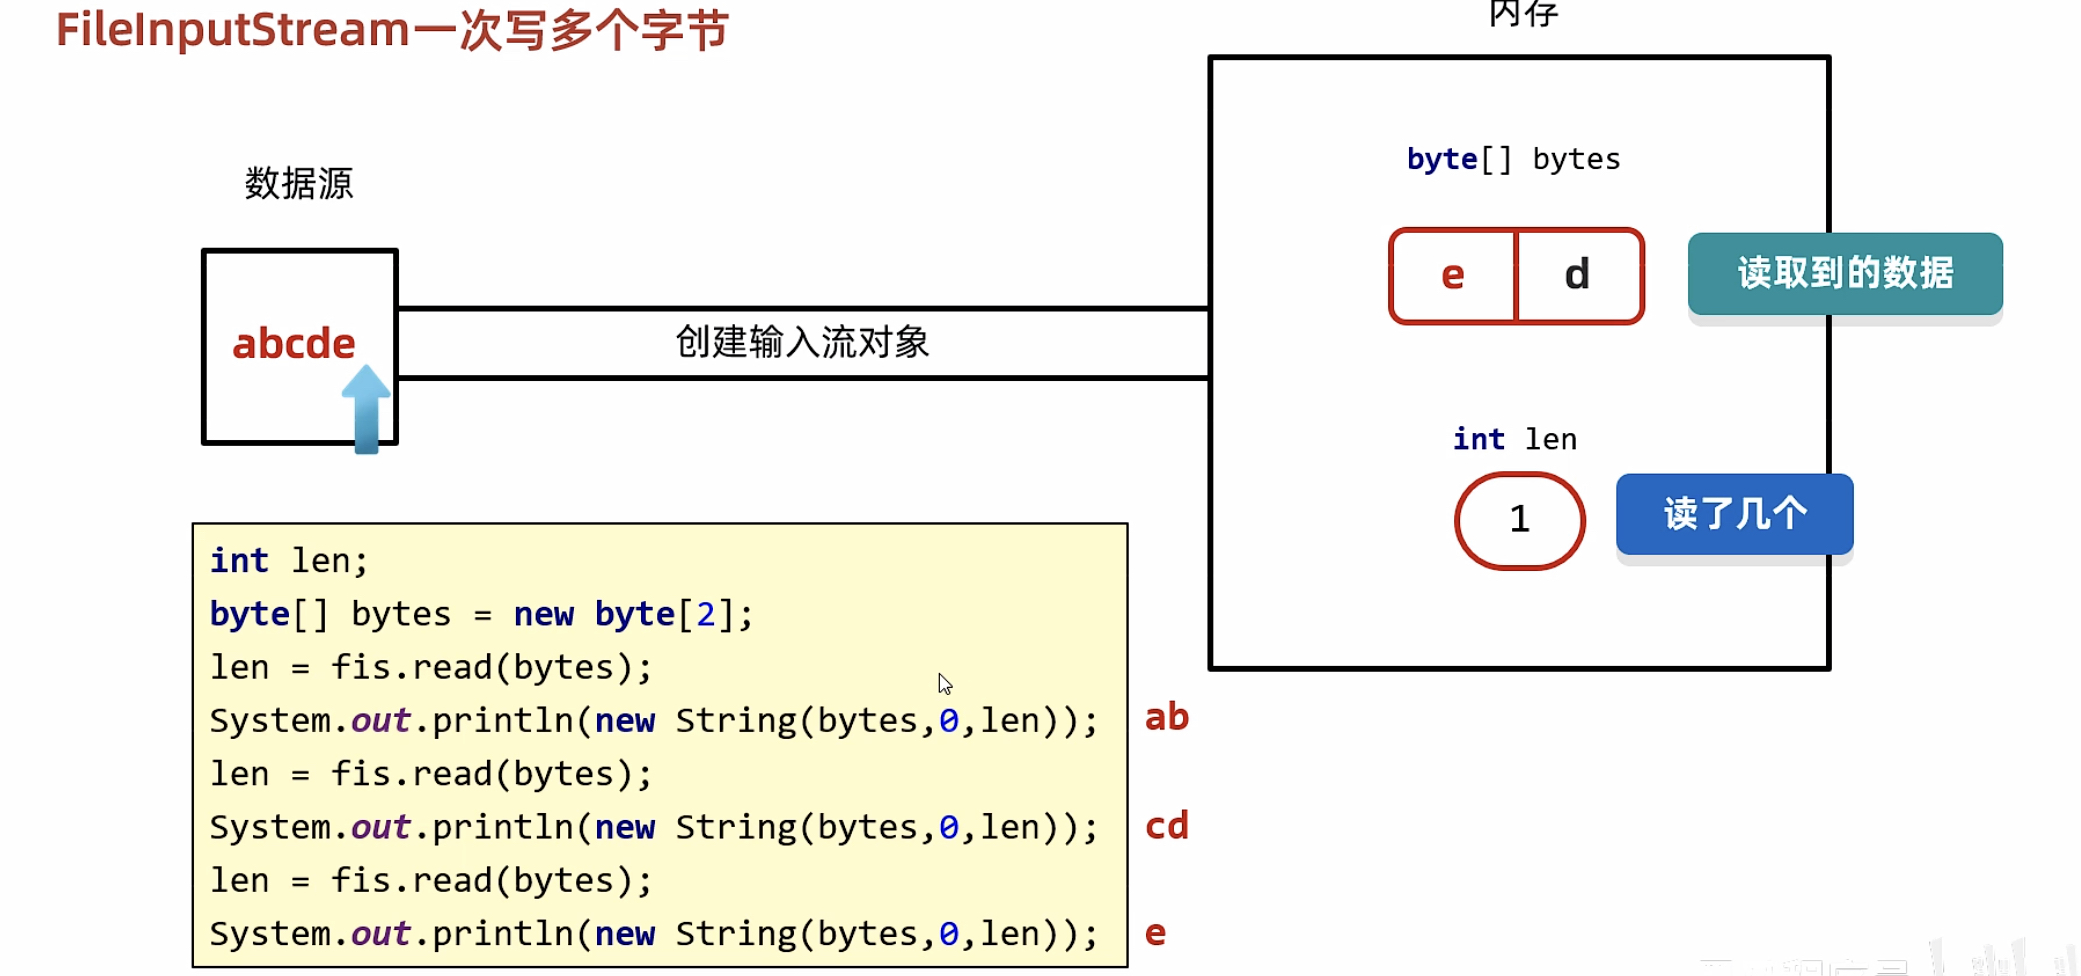 FileInputStream一次写多个字节
内存
数据源
byte[] bytes
e d
读取到的数据
abcde
创建输入流对象
int len
1
读了几个
int len;
byte[] bytes = new byte[2];
len = fis.read(bytes);
System.out.println(new String(bytes,0,len));
ab
len = fis.read(bytes);
System.out.println(new String(bytes,0,len));
cd
len = fis.read(bytes);
System.out.println(new String(bytes,0,len));
e